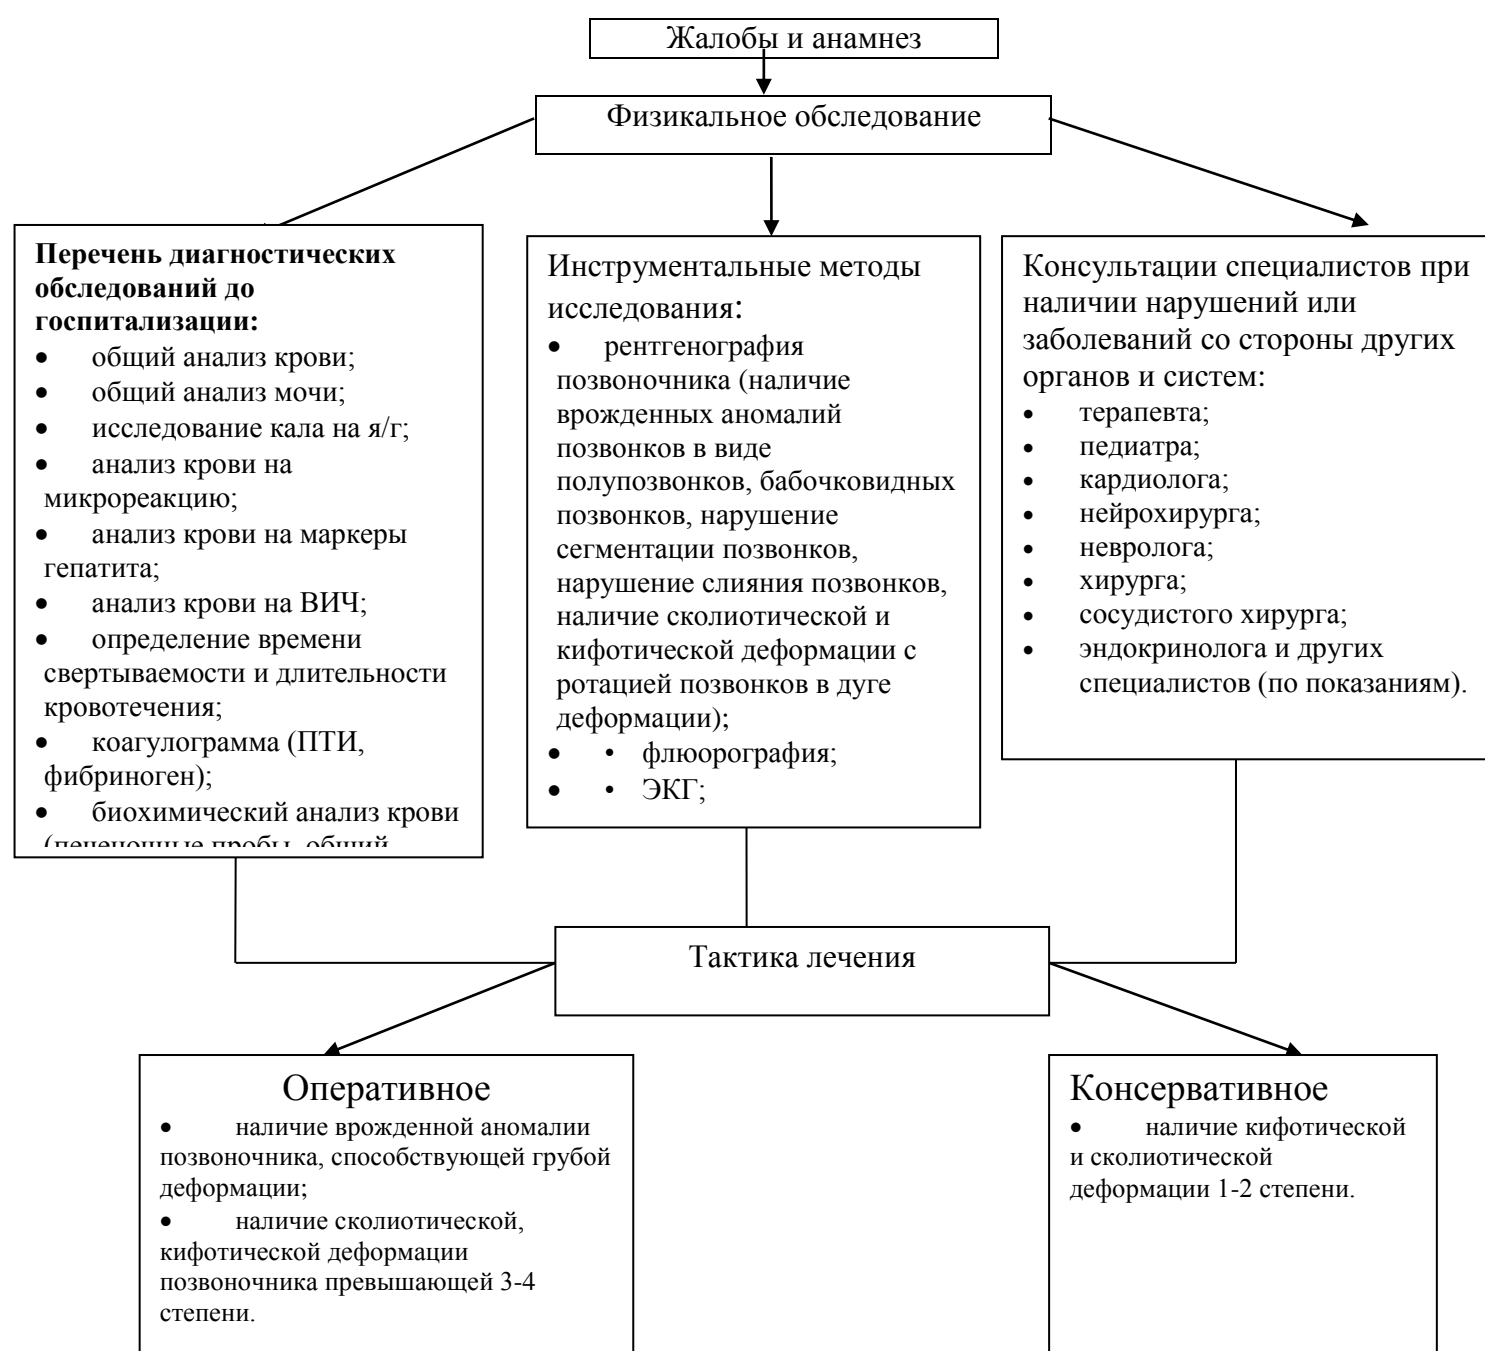 Жалобы и анамнез
Физикальное обследование
Перечень диагностических
обследований до
госпитализации:
• общий анализ крови;
• общий анализ мочи;
• исследование кала на я/г;
• анализ крови на
микрореакцию;
• анализ крови на маркеры
гепатита;
• анализ крови на ВИЧ;
• определение времени
свертываемости и длительности
кровотечения;
• коагулограмма (ПТИ,
фибриноген);
• биохимический анализ крови
(печеночные пробы, общий
Инструментальные методы
исследования:
• рентгенография
позвоночника (наличие
врожденных аномалий
позвонков в виде
полупозвонков, бабочковидных
позвонков, нарушение
сегментации позвонков,
нарушение слияния позвонков,
наличие сколиотической и
кифотической деформации с
ротацией позвонков в дуге
деформации);
• • флюорография;
• • ЭКГ;
Консультации специалистов при
наличии нарушений или
заболеваний со стороны других
органов и систем:
• терапевта;
• педиатра;
• кардиолога;
• нейрохирурга;
• невролога;
• хирурга;
• сосудистого хирурга;
• эндокринолога и других
специалистов (по показаниям).
Тактика лечения
Оперативное
• наличие врожденной аномалии
позвоночника, способствующей грубой
деформации;
• наличие сколиотической,
кифотической деформации
позвоночника превышающей 3-4
степени.
Консервативное
• наличие кифотической
и сколиотической
деформации 1-2 степени.